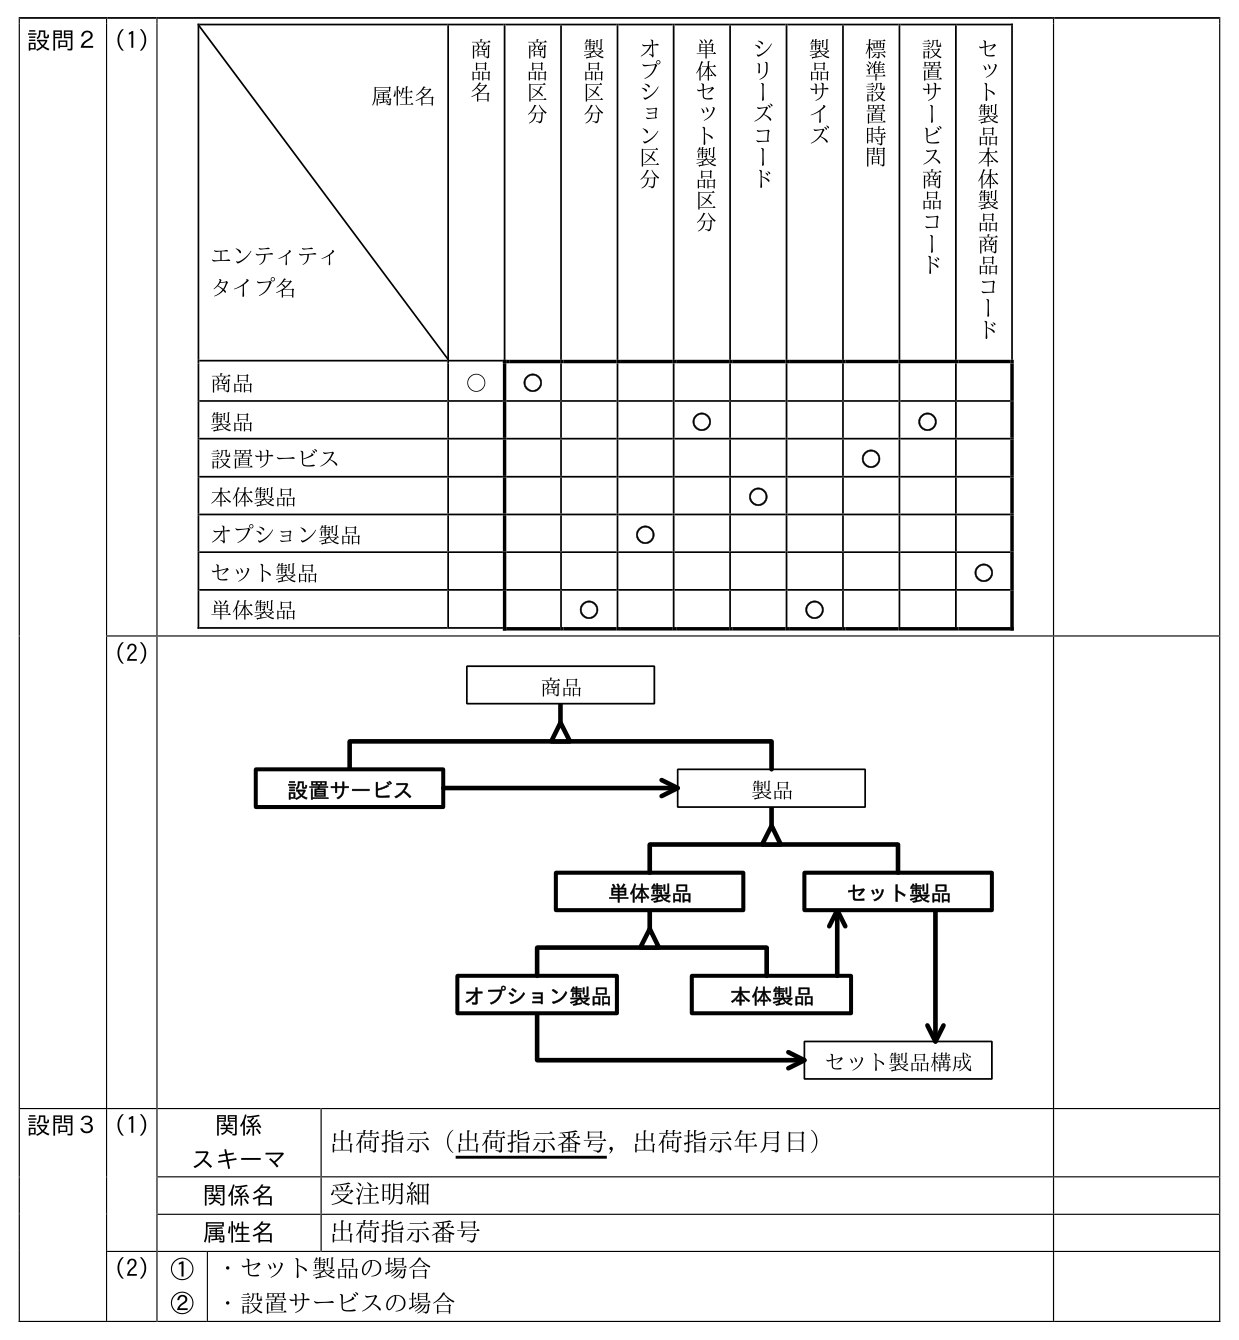 設問２
(1)
属性名
エンティティ
タイプ名
商品名
商品区分
製品区分
オプション区分
単体セット製品区分
シリーズコード
製品サイズ
標準設置時間
設置サービス商品コード
セット製品本体製品商品コード
商品 ○ ○
製品 ○ ○
設置サービス ○
本体製品 ○
オプション製品 ○
セット製品 ○
単体製品 ○ ○
(2)
商品
設置サービス
製品
単体製品
セット製品
オプション製品
本体製品
セット製品構成
設問３
(1)
関係
スキーマ
出荷指示（出荷指示番号，出荷指示年月日）
関係名
受注明細
属性名
出荷指示番号
(2)
① ・セット製品の場合
② ・設置サービスの場合